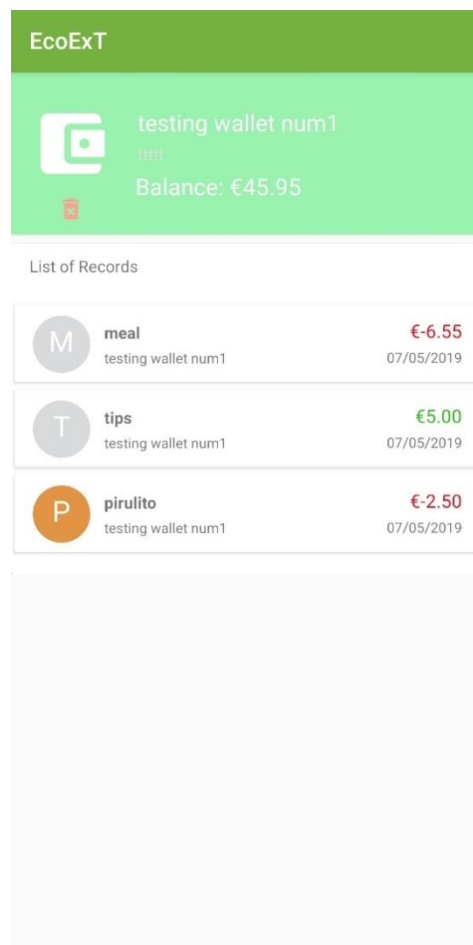 EcoExT
testing wallet num1
ttttt
Balance: €45.95
List of Records
M
meal
€-6.55
testing wallet num1
07/05/2019
T
tips
€5.00
testing wallet num1
07/05/2019
P
pirulito
€-2.50
testing wallet num1
07/05/2019